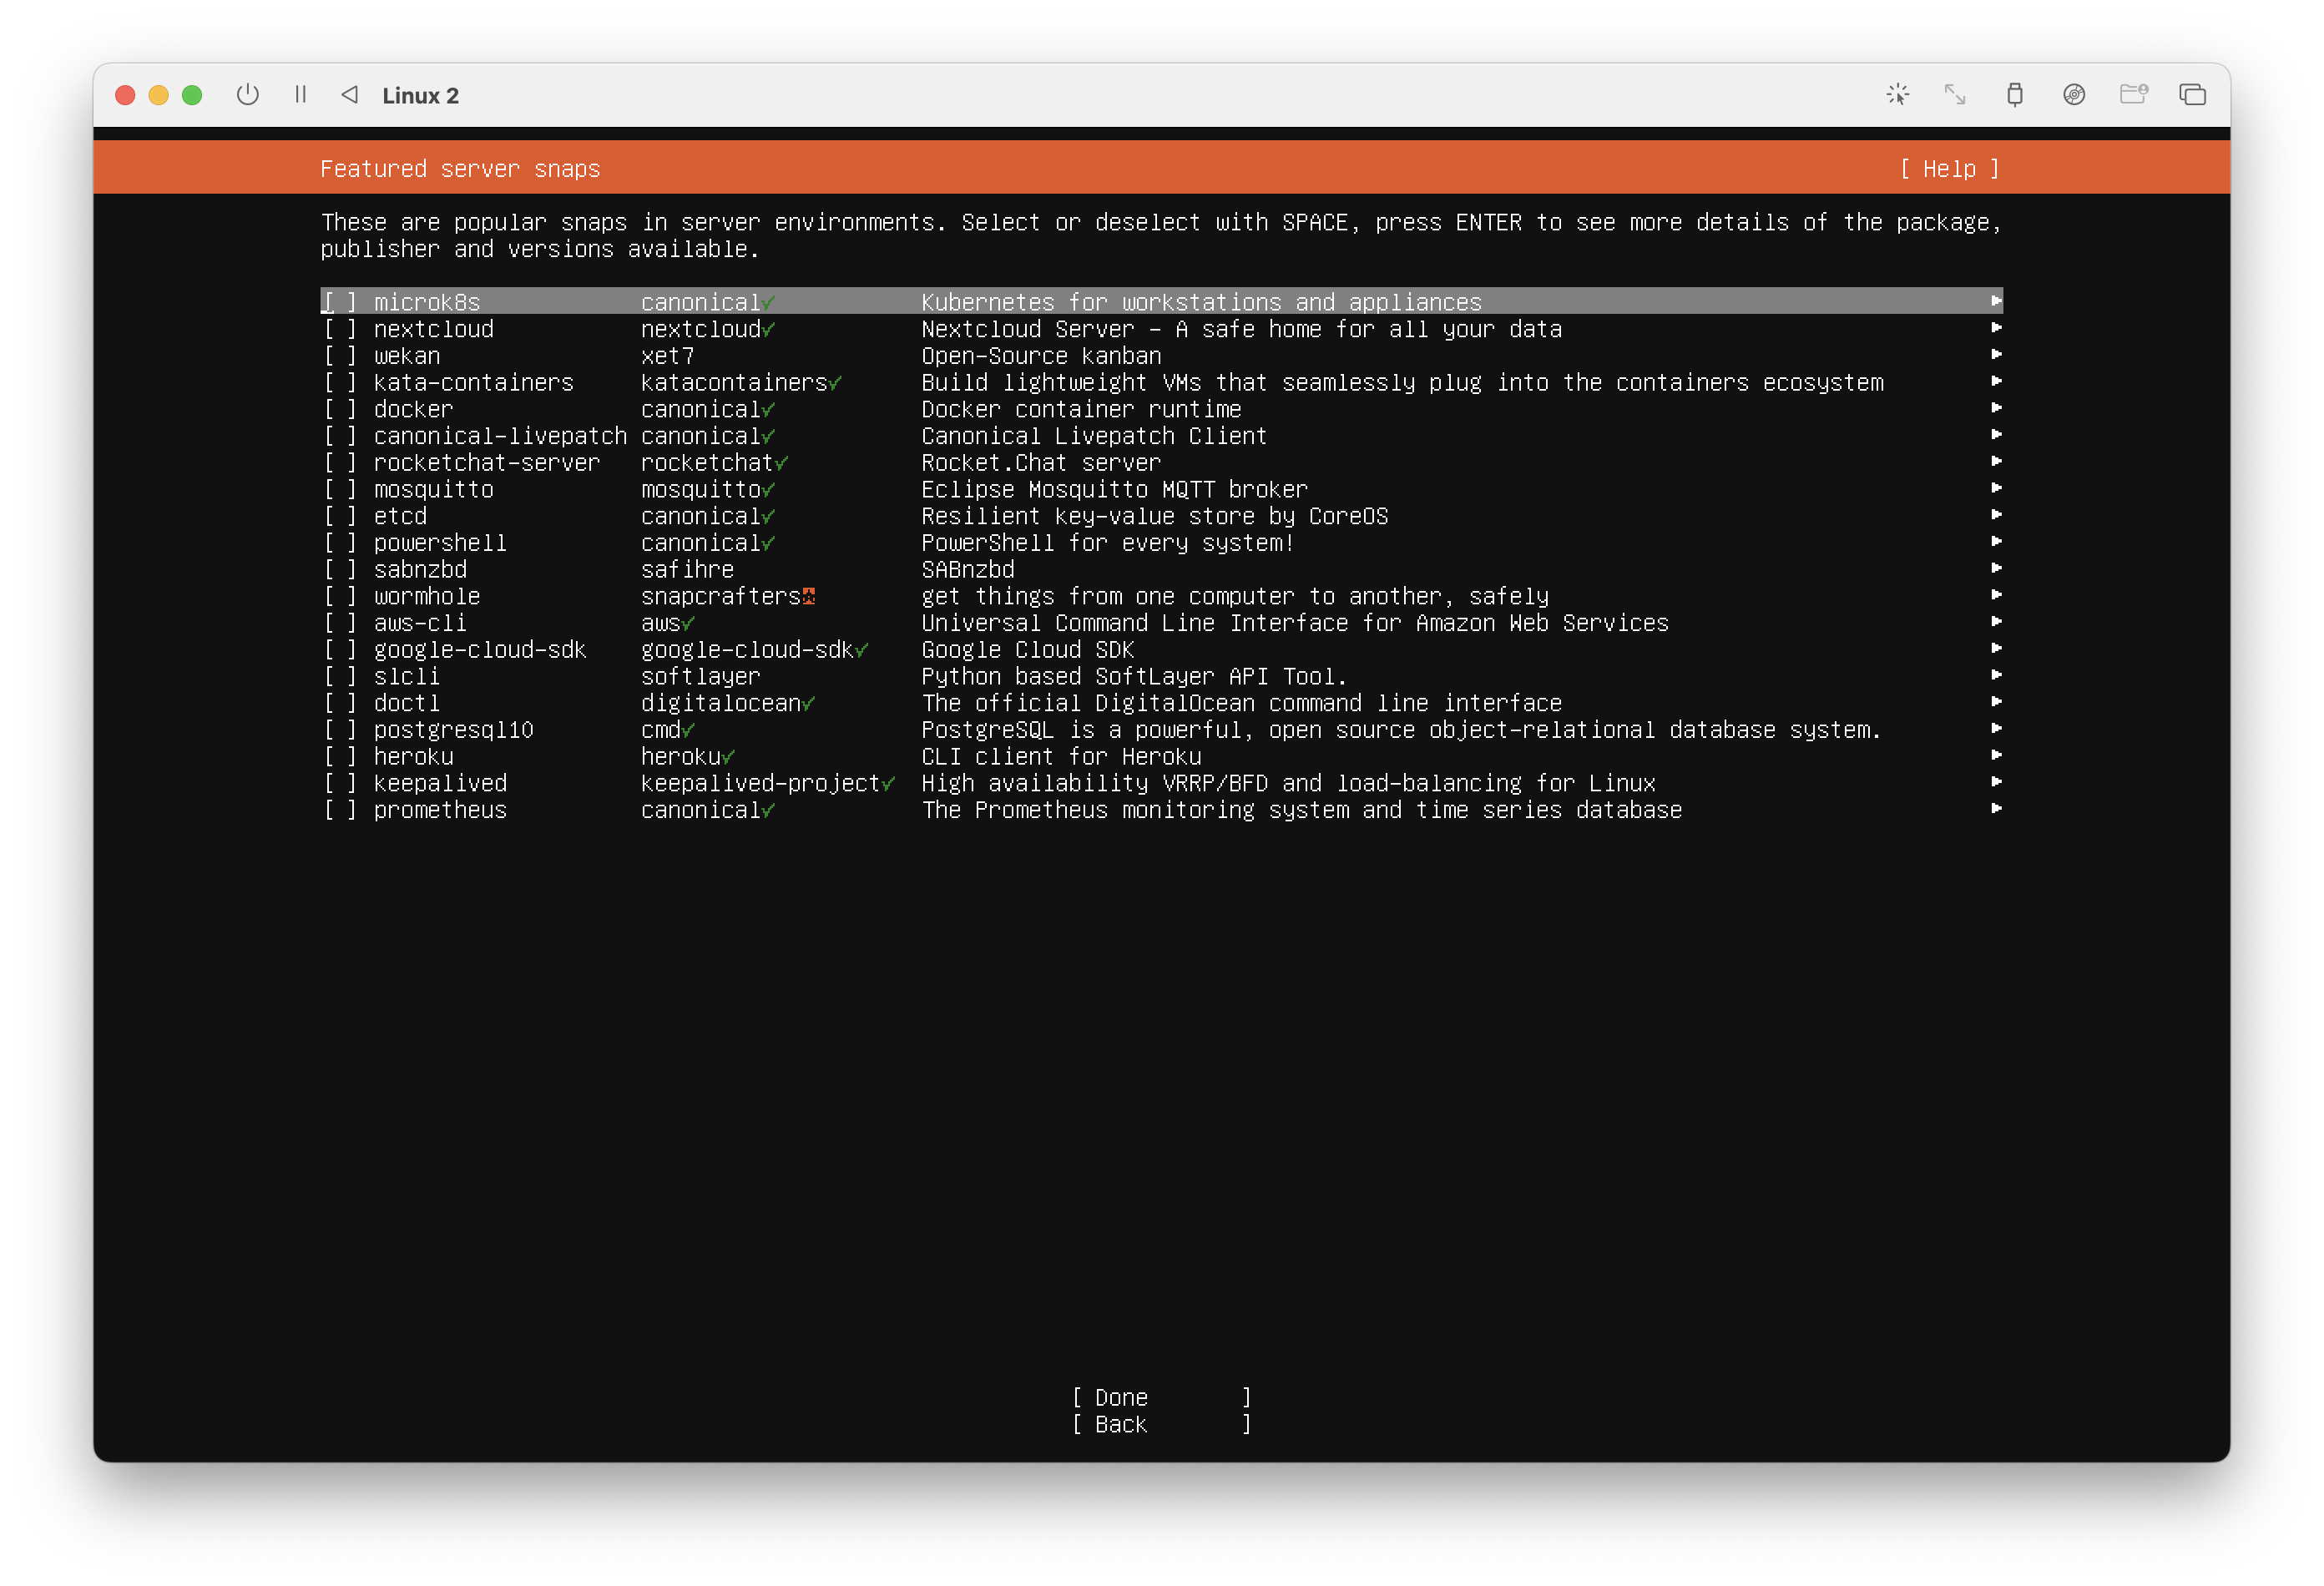 Linux 2
Featured server snaps [ Help ]
These are popular snaps in server environments. Select or deselect with SPACE, press ENTER to see more details of the package,
publisher and versions available.
[ ] microk8s canonical✓ Kubernetes for workstations and appliances ▶
[ ] nextcloud nextcloud✓ Nextcloud Server - A safe home for all your data ▶
[ ] wekan xet7 Open-Source kanban ▶
[ ] kata-containers katacontainers✓ Build lightweight VMs that seamlessly plug into the containers ecosystem ▶
[ ] docker canonical✓ Docker container runtime ▶
[ ] canonical-livepatch canonical✓ Canonical Livepatch Client ▶
[ ] rocketchat-server rocketchat✓ Rocket.Chat server ▶
[ ] mosquitto mosquitto✓ Eclipse Mosquitto MQTT broker ▶
[ ] etcd canonical✓ Resilient key-value store by CoreOS ▶
[ ] powershell canonical✓ PowerShell for every system! ▶
[ ] sabnzbd safihre SABnzbd ▶
[ ] wormhole snapcrafters get things from one computer to another, safely ▶
[ ] aws-cli aws✓ Universal Command Line Interface for Amazon Web Services ▶
[ ] google-cloud-sdk google-cloud-sdk✓ Google Cloud SDK ▶
[ ] slcli softlayer Python based SoftLayer API Tool. ▶
[ ] doctl digitalocean✓ The official DigitalOcean command line interface ▶
[ ] postgresql10 cmd✓ PostgreSQL is a powerful, open source object-relational database system. ▶
[ ] heroku heroku✓ CLI client for Heroku ▶
[ ] keepalived keepalived-project✓ High availability VRRP/BFD and load-balancing for Linux ▶
[ ] prometheus canonical✓ The Prometheus monitoring system and time series database ▶
[ Done ]
[ Back ]